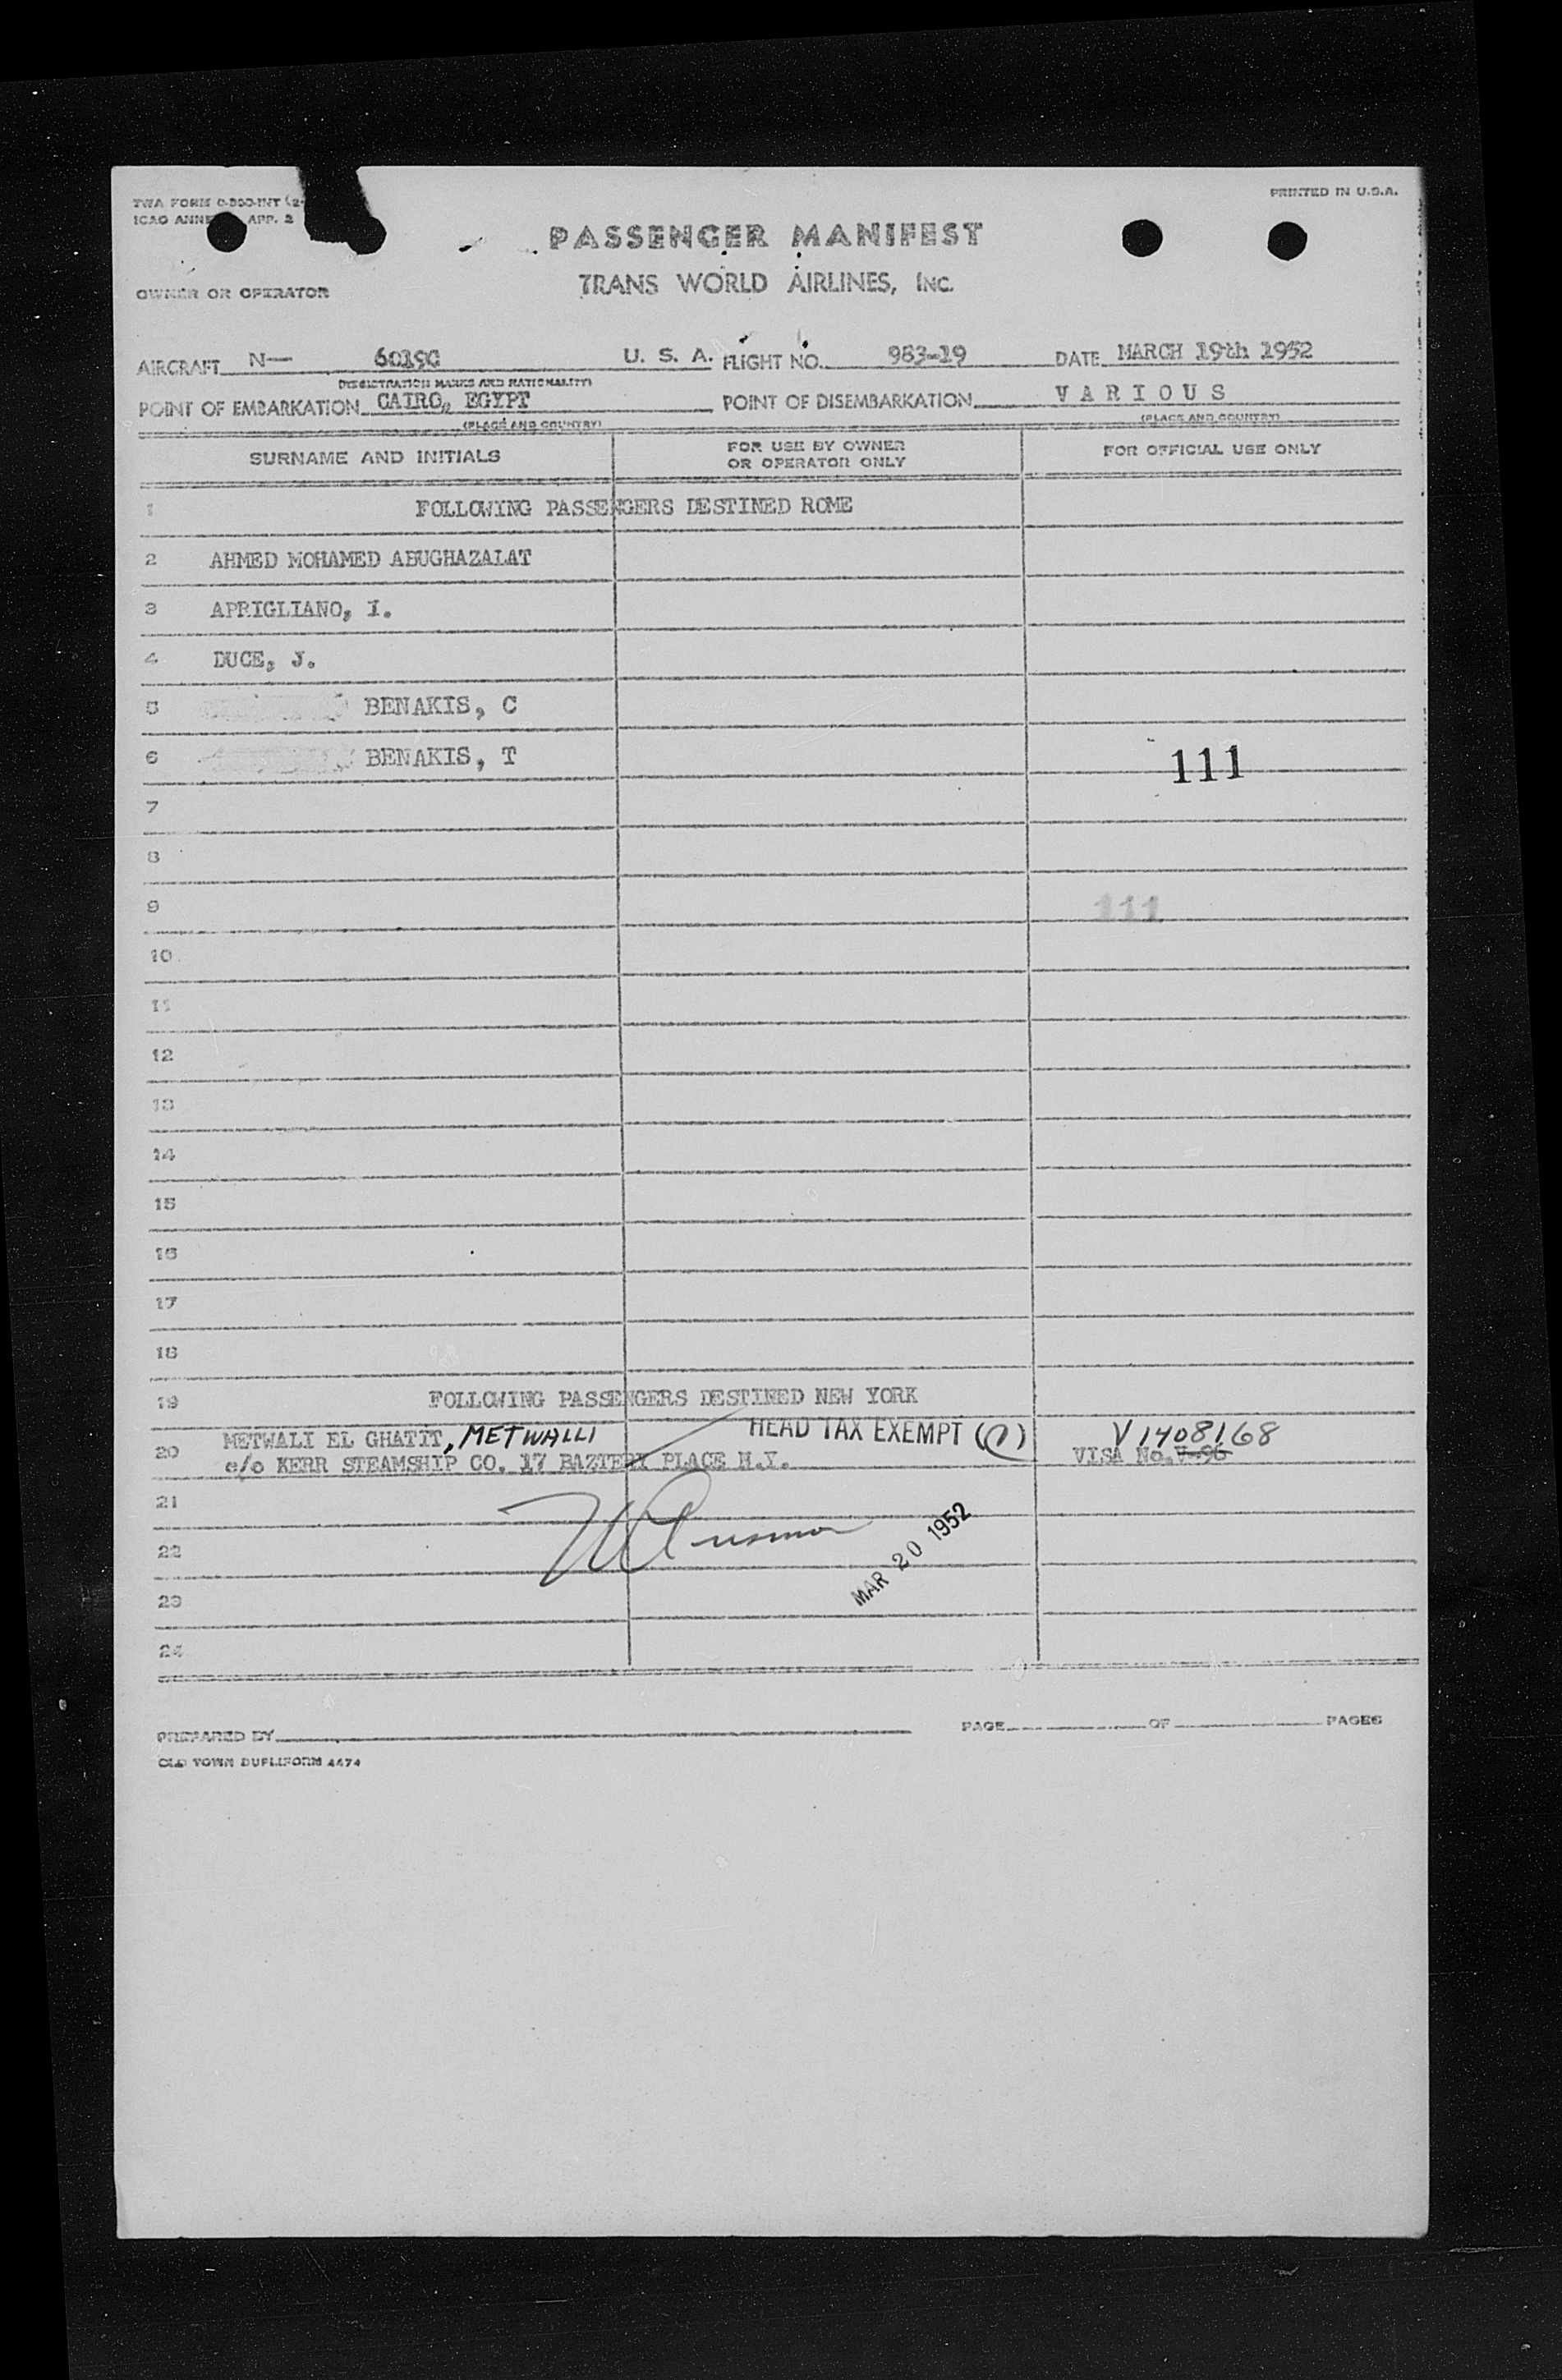 TWA FORM O-300-INT (2-
ICAO ANNE APP. 2
PRINTED IN U.S.A.
PASSENGER MANIFEST
TRANS WORLD AIRLINES, INC.
OWNER OR OPERATOR
AIRCRAFT N— 6019C U. S. A. FLIGHT NO. 983-19 DATE MARCH 19th 1952
(REGISTRATION MARKS AND NATIONALITY)
POINT OF EMBARKATION CAIRO, EGYPT POINT OF DISEMBARKATION VARIOUS
(PLACE AND COUNTRY) (PLACE AND COUNTRY)
SURNAME AND INITIALS FOR USE BY OWNER OR OPERATOR ONLY FOR OFFICIAL USE ONLY
1 FOLLOWING PASSENGERS DESTINED ROME
2 AHMED MOHAMED ABUGHAZALAT
3 APRIGLIANO, I.
4 DUCE, J.
5 BENAKIS, C
6 BENAKIS, T 111
7
8
9 111
10
11
12
13
14
15
16
17
18
19 FOLLOWING PASSENGERS DESTINED NEW YORK
20 METWALI EL GHATIT, METWALLI HEAD TAX EXEMPT V1408168
c/o KERR STEAMSHIP CO. 17 BAZTERY PLACE N.Y. VISA No. V-96
21
22 MAR 20 1952
23
24
PREPARED BY PAGE OF PAGES
OLD TOWN DUPLIFORM 4474